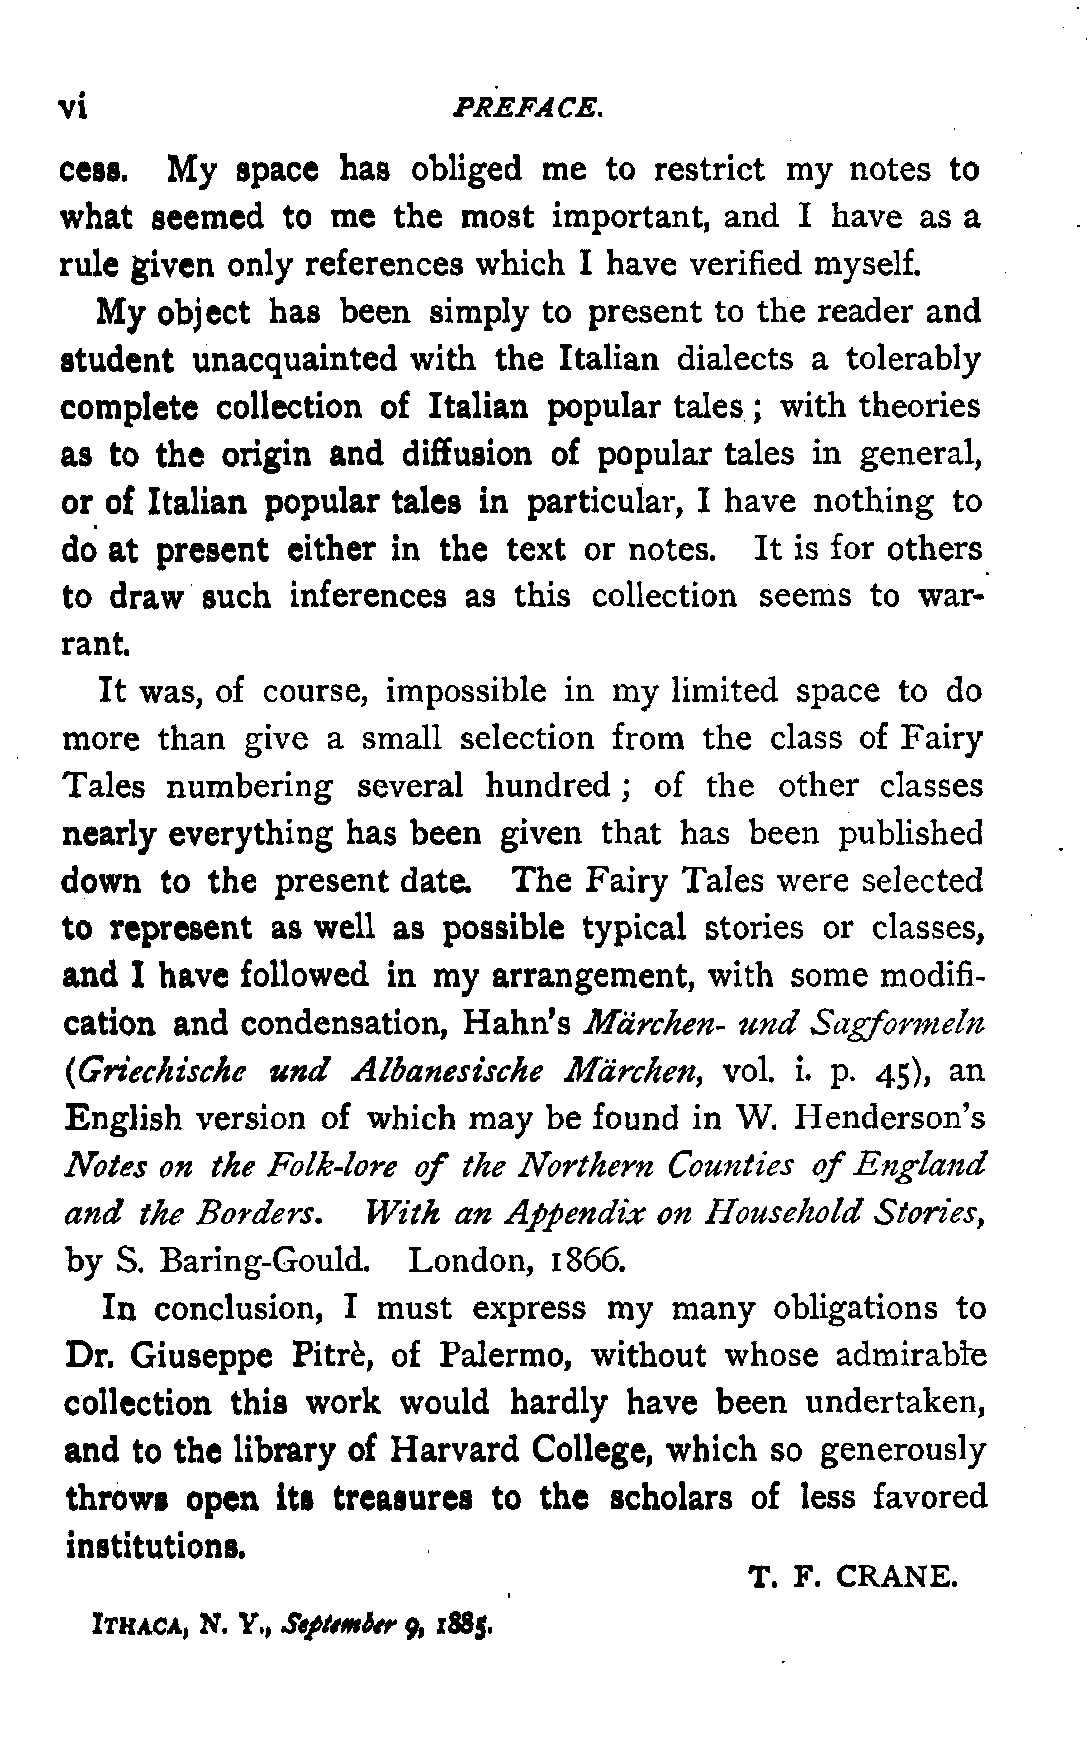 vi PREFACE.
cess. My space has obliged me to restrict my notes to
what seemed to me the most important, and I have as a
rule given only references which I have verified myself.
My object has been simply to present to the reader and
student unacquainted with the Italian dialects a tolerably
complete collection of Italian popular tales; with theories
as to the origin and diffusion of popular tales in general,
or of Italian popular tales in particular, I have nothing to
do at present either in the text or notes. It is for others
to draw such inferences as this collection seems to war-
rant.
It was, of course, impossible in my limited space to do
more than give a small selection from the class of Fairy
Tales numbering several hundred; of the other classes
nearly everything has been given that has been published
down to the present date. The Fairy Tales were selected
to represent as well as possible typical stories or classes,
and I have followed in my arrangement, with some modifi-
cation and condensation, Hahn's Märchen- und Sagformeln
(Griechische und Albanesische Märchen, vol. i. p. 45), an
English version of which may be found in W. Henderson's
Notes on the Folk-lore of the Northern Counties of England
and the Borders. With an Appendix on Household Stories,
by S. Baring-Gould. London, 1866.
In conclusion, I must express my many obligations to
Dr. Giuseppe Pitrè, of Palermo, without whose admirable
collection this work would hardly have been undertaken,
and to the library of Harvard College, which so generously
throws open its treasures to the scholars of less favored
institutions.
T. F. CRANE.
ITHACA, N. Y., September 9, 1885.